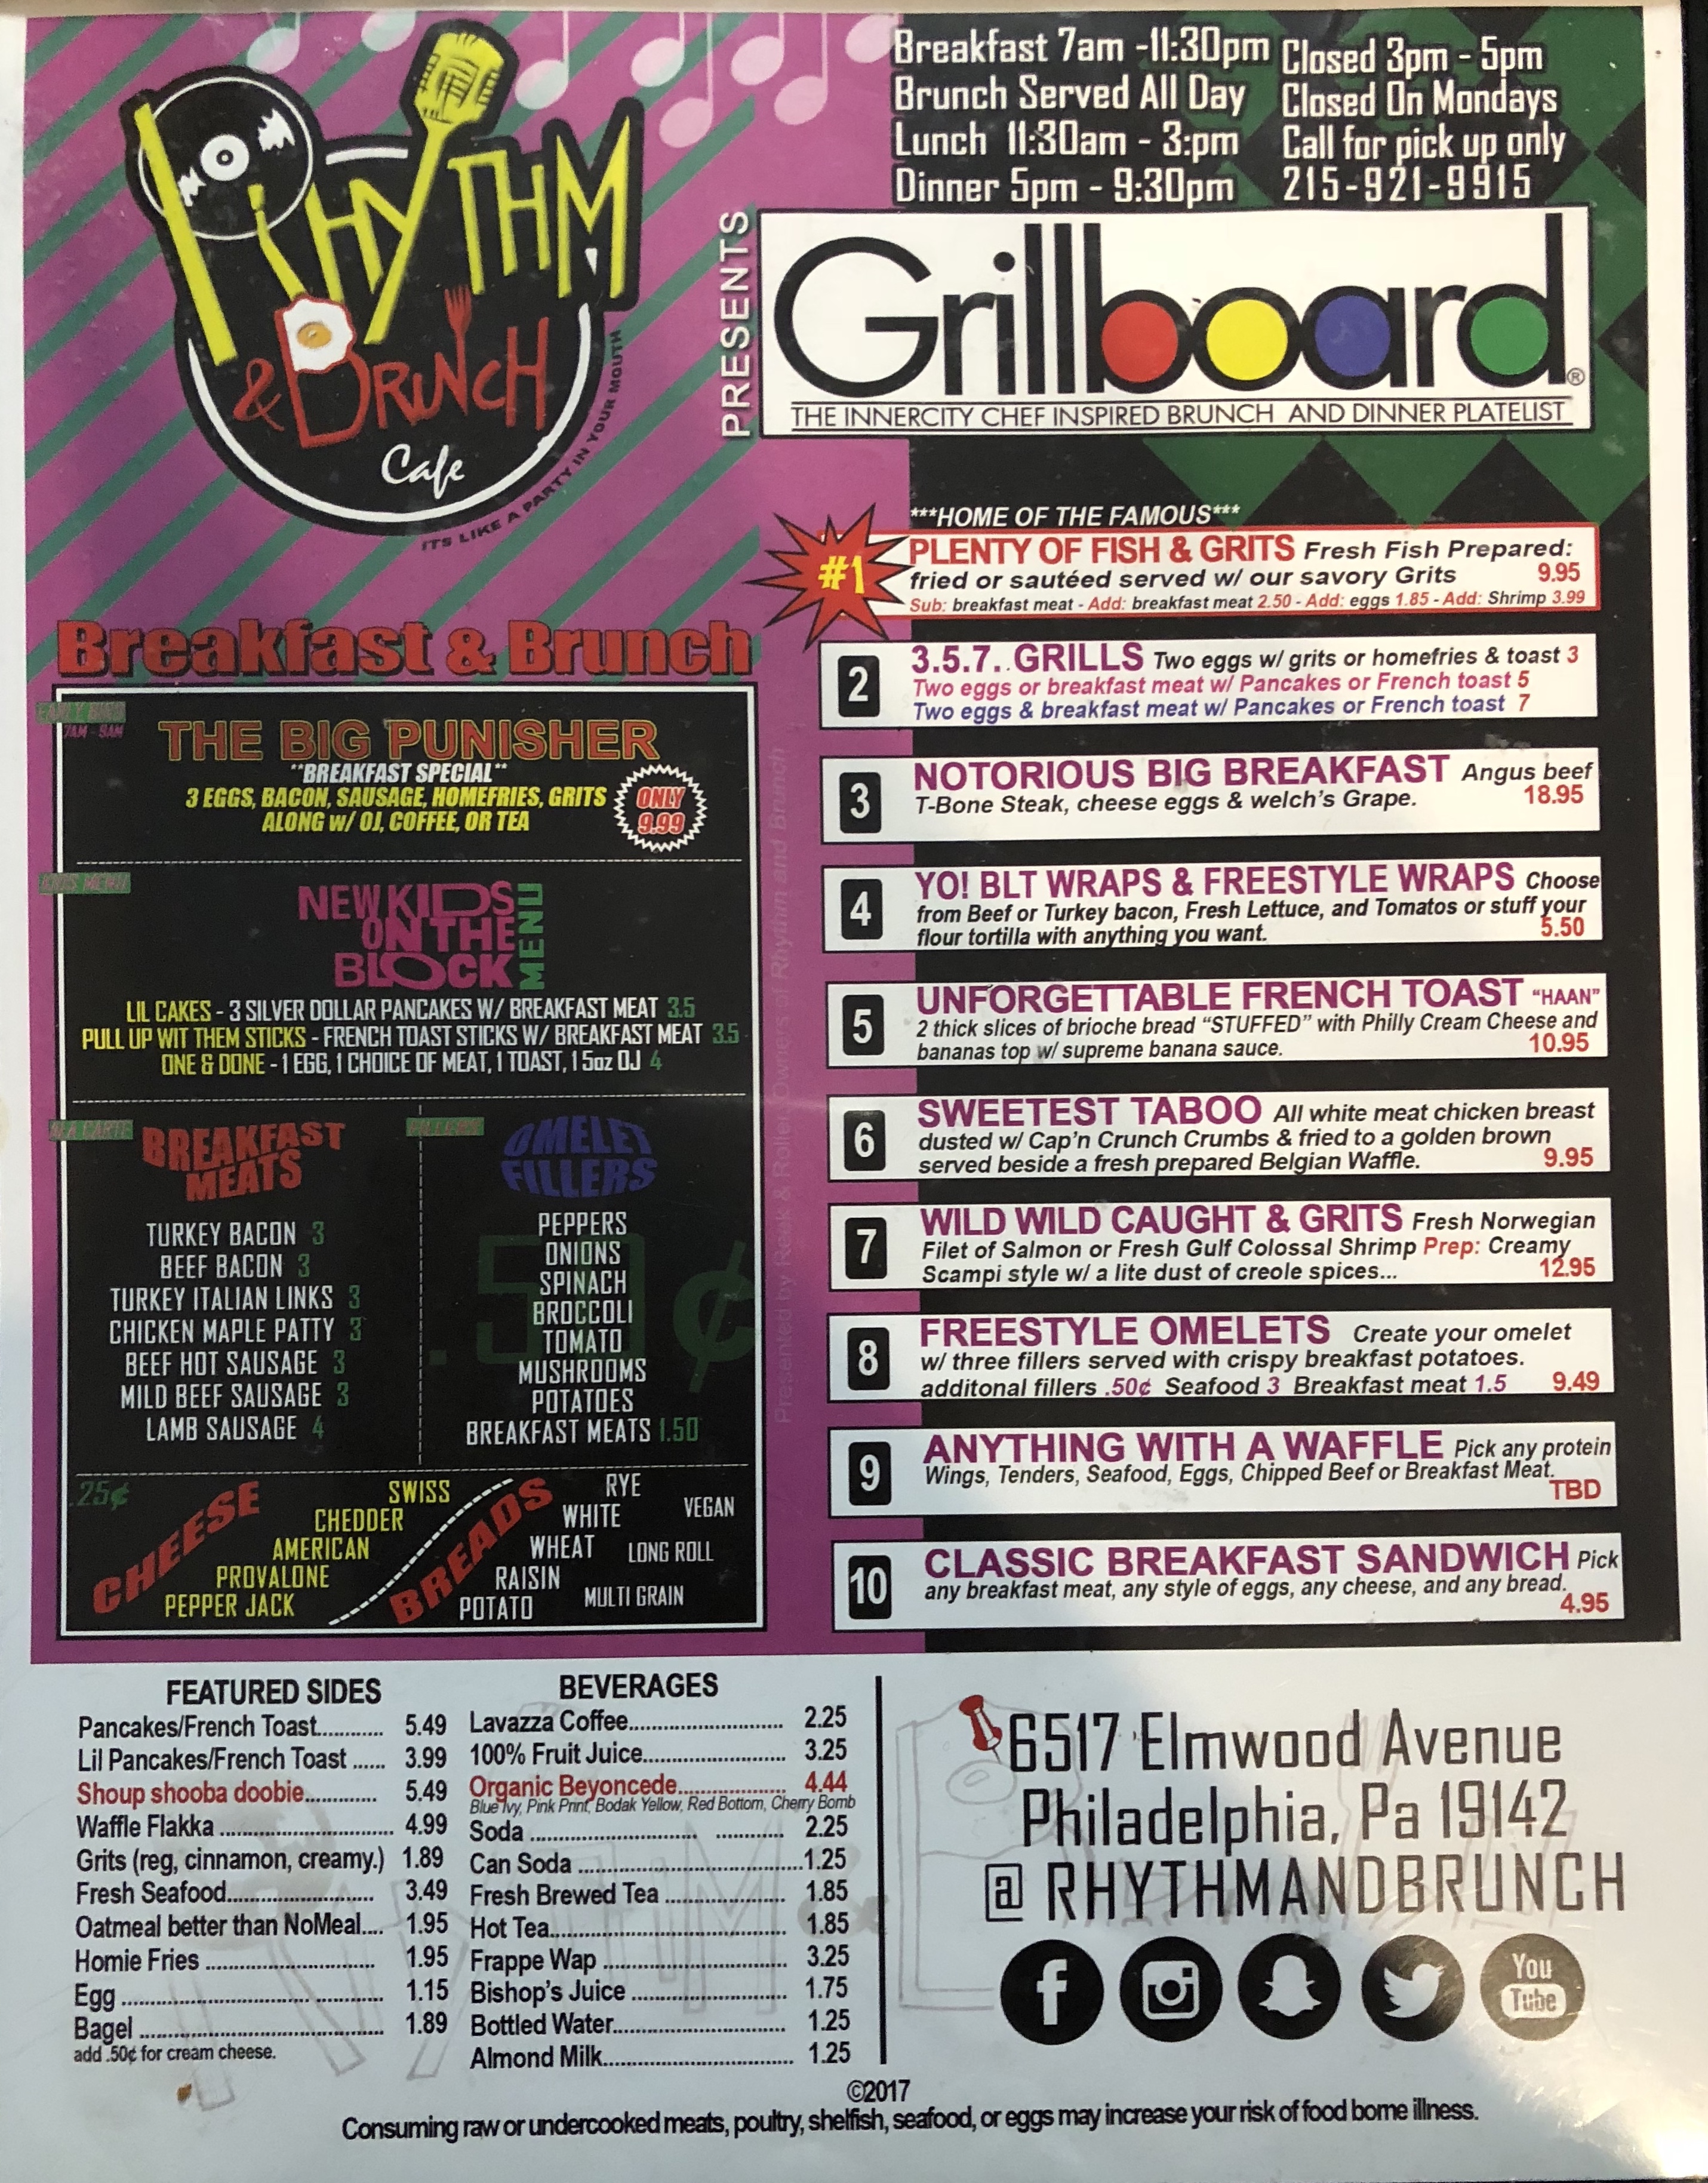 RHYTHM
& BRUNCH
Cafe
ITS LIKE A PARTY IN YOUR MOUTH
Breakfast 7am -11:30pm
Brunch Served All Day
Lunch 11:30am - 3:pm
Dinner 5pm - 9:30pm
Closed 3pm - 5pm
Closed On Mondays
Call for pick up only
215-921-9915
PRESENTS
Grillboard®
THE INNERCITY CHEF INSPIRED BRUNCH AND DINNER PLATELIST
Breakfast & Brunch
7AM - 9AM
THE BIG PUNISHER
**BREAKFAST SPECIAL**
3 EGGS, BACON, SAUSAGE, HOMEFRIES, GRITS
ALONG w/ OJ, COFFEE, OR TEA
ONLY
9.99
KIDS MENU
NEW KIDS
ON THE
BLOCK
MENU
LIL CAKES - 3 SILVER DOLLAR PANCAKES W/ BREAKFAST MEAT 3.5
PULL UP WIT THEM STICKS - FRENCH TOAST STICKS W/ BREAKFAST MEAT 3.5
ONE & DONE - 1 EGG, 1 CHOICE OF MEAT, 1 TOAST, 1 5oz OJ 4
BREAKFAST
MEATS
TURKEY BACON 3
BEEF BACON 3
TURKEY ITALIAN LINKS 3
CHICKEN MAPLE PATTY 3
BEEF HOT SAUSAGE 3
MILD BEEF SAUSAGE 3
LAMB SAUSAGE 4
FILLERS
OMELET
FILLERS
.50¢
PEPPERS
ONIONS
SPINACH
BROCCOLI
TOMATO
MUSHROOMS
POTATOES
BREAKFAST MEATS 1.50
.25¢
CHEESE
SWISS
CHEDDER
AMERICAN
PROVALONE
PEPPER JACK
BREADS
RYE
WHITE
WHEAT
RAISIN
POTATO
VEGAN
LONG ROLL
MULTI GRAIN
Presented by Reek & Rollei Owners of Rhythm and Brunch
***HOME OF THE FAMOUS***
#1
PLENTY OF FISH & GRITS Fresh Fish Prepared:
fried or sautéed served w/ our savory Grits 9.95
Sub: breakfast meat - Add: breakfast meat 2.50 - Add: eggs 1.85 - Add: Shrimp 3.99
2
3.5.7.. GRILLS Two eggs w/ grits or homefries & toast 3
Two eggs or breakfast meat w/ Pancakes or French toast 5
Two eggs & breakfast meat w/ Pancakes or French toast 7
3
NOTORIOUS BIG BREAKFAST Angus beef
T-Bone Steak, cheese eggs & welch's Grape. 18.95
4
YO! BLT WRAPS & FREESTYLE WRAPS Choose
from Beef or Turkey bacon, Fresh Lettuce, and Tomatos or stuff your
flour tortilla with anything you want. 5.50
5
UNFORGETTABLE FRENCH TOAST "HAAN"
2 thick slices of brioche bread "STUFFED" with Philly Cream Cheese and
bananas top w/ supreme banana sauce. 10.95
6
SWEETEST TABOO All white meat chicken breast
dusted w/ Cap'n Crunch Crumbs & fried to a golden brown
served beside a fresh prepared Belgian Waffle. 9.95
7
WILD WILD CAUGHT & GRITS Fresh Norwegian
Filet of Salmon or Fresh Gulf Colossal Shrimp Prep: Creamy
Scampi style w/ a lite dust of creole spices... 12.95
8
FREESTYLE OMELETS Create your omelet
w/ three fillers served with crispy breakfast potatoes.
additonal fillers .50¢ Seafood 3 Breakfast meat 1.5 9.49
9
ANYTHING WITH A WAFFLE Pick any protein
Wings, Tenders, Seafood, Eggs, Chipped Beef or Breakfast Meat.
TBD
10
CLASSIC BREAKFAST SANDWICH Pick
any breakfast meat, any style of eggs, any cheese, and any bread.
4.95
FEATURED SIDES
Pancakes/French Toast............ 5.49
Lil Pancakes/French Toast ...... 3.99
Shoup shooba doobie............. 5.49
Waffle Flakka ............................. 4.99
Grits (reg, cinnamon, creamy.) 1.89
Fresh Seafood......................... 3.49
Oatmeal better than NoMeal.... 1.95
Homie Fries ............................. 1.95
Egg ............................................. 1.15
Bagel .......................................... 1.89
add .50¢ for cream cheese.
BEVERAGES
Lavazza Coffee.......................... 2.25
100% Fruit Juice........................ 3.25
Organic Beyoncede.................. 4.44
Blue Ivy, Pink Print, Bodak Yellow, Red Bottom, Cherry Bomb
Soda ........................................ 2.25
Can Soda .....................................1.25
Fresh Brewed Tea .................... 1.85
Hot Tea....................................... 1.85
Frappe Wap ............................... 3.25
Bishop's Juice .......................... 1.75
Bottled Water............................. 1.25
Almond Milk................................ 1.25
6517 Elmwood Avenue
Philadelphia, Pa 19142
@ RHYTHMANDBRUNCH
You
Tube
©2017
Consuming raw or undercooked meats, poultry, shelfish, seafood, or eggs may increase your risk of food borne illness.